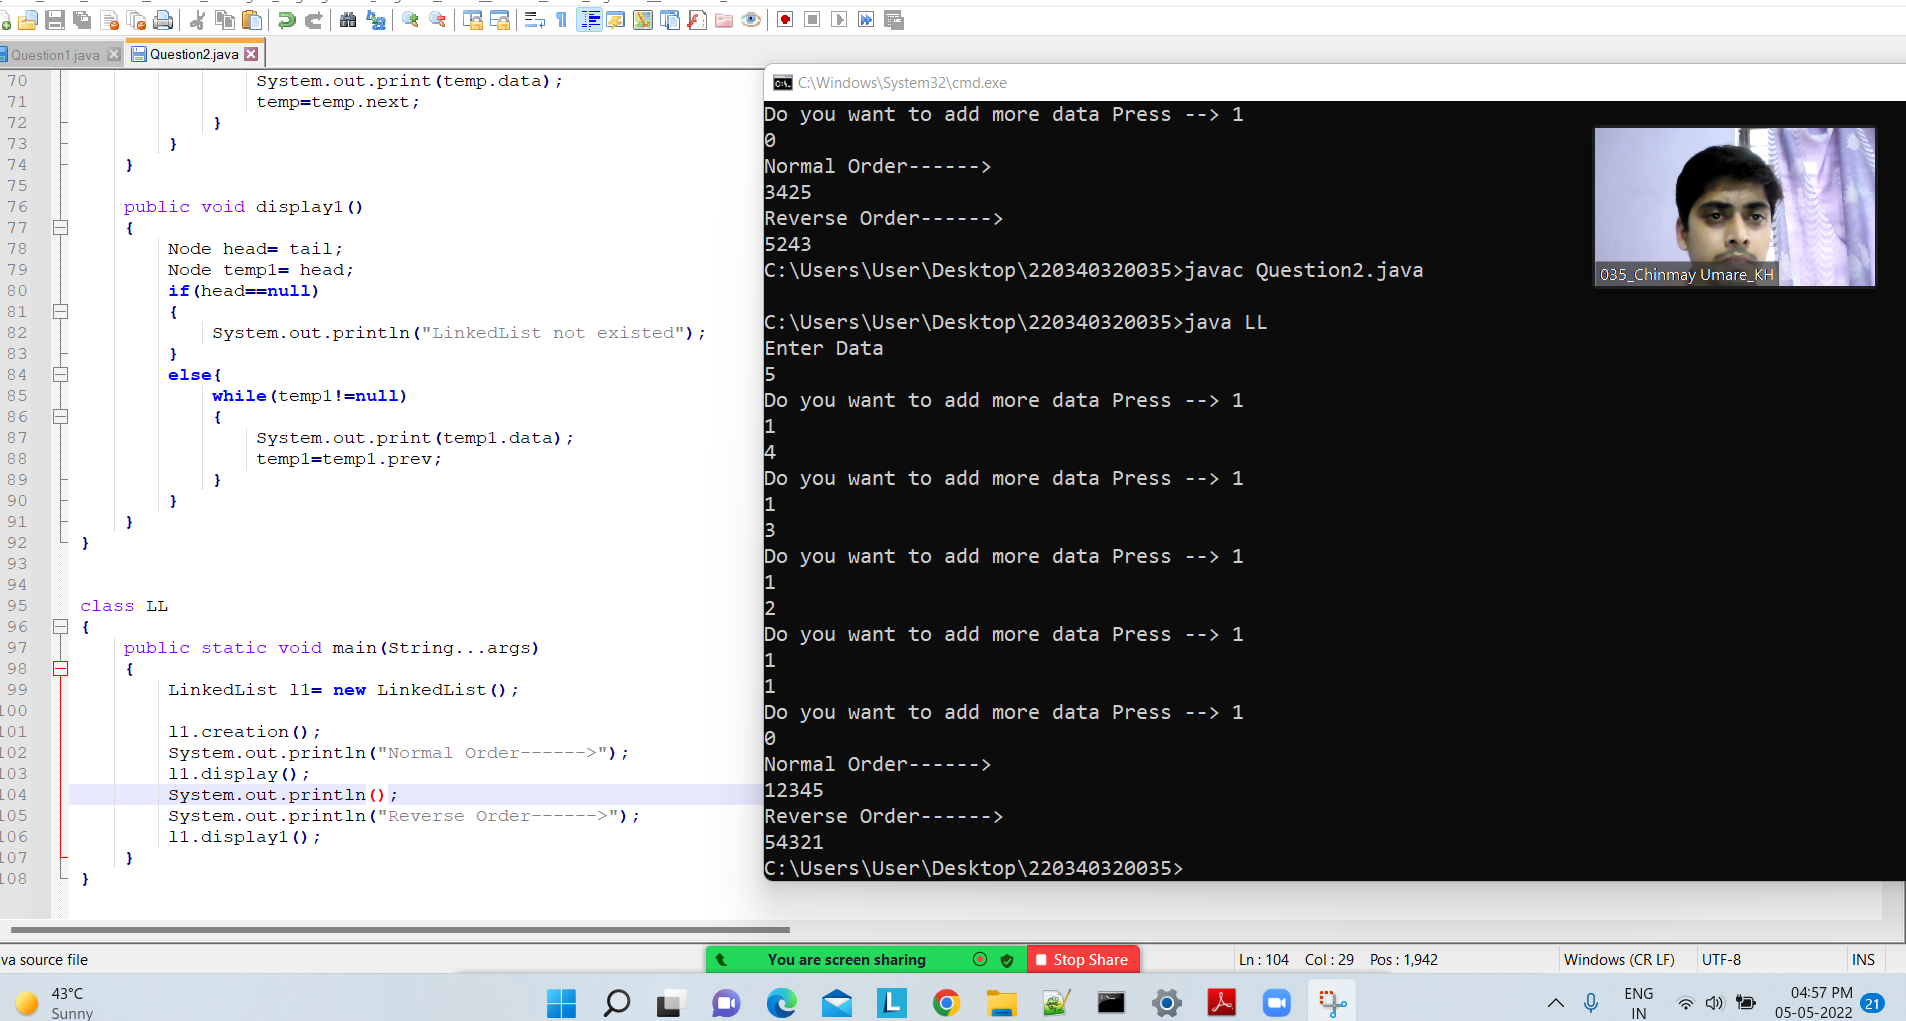 Question1.java
Question2.java
70 System.out.print(temp.data);
71 temp=temp.next;
72 }
73 }
74 }
75
76 public void display1()
77 {
78 Node head= tail;
79 Node temp1= head;
80 if(head==null)
81 {
82 System.out.println("LinkedList not existed");
83 }
84 else{
85 while(temp1!=null)
86 {
87 System.out.print(temp1.data);
88 temp1=temp1.prev;
89 }
90 }
91 }
92 }
93
94
95 class LL
96 {
97 public static void main(String...args)
98 {
99 LinkedList l1= new LinkedList();
100
101 l1.creation();
102 System.out.println("Normal Order------>");
103 l1.display();
104 System.out.println();
105 System.out.println("Reverse Order------>");
106 l1.display1();
107 }
108 }
C:\Windows\System32\cmd.exe
Do you want to add more data Press --> 1
0
Normal Order------>
3425
Reverse Order------>
5243
C:\Users\User\Desktop\220340320035>javac Question2.java
C:\Users\User\Desktop\220340320035>java LL
Enter Data
5
Do you want to add more data Press --> 1
1
4
Do you want to add more data Press --> 1
1
3
Do you want to add more data Press --> 1
1
2
Do you want to add more data Press --> 1
1
1
Do you want to add more data Press --> 1
0
Normal Order------>
12345
Reverse Order------>
54321
C:\Users\User\Desktop\220340320035>
035_Chinmay Umare_KH
va source file
You are screen sharing
Stop Share
Ln : 104 Col : 29 Pos : 1,942
Windows (CR LF)
UTF-8
INS
43°C
Sunny
ENG
IN
04:57 PM
05-05-2022
21